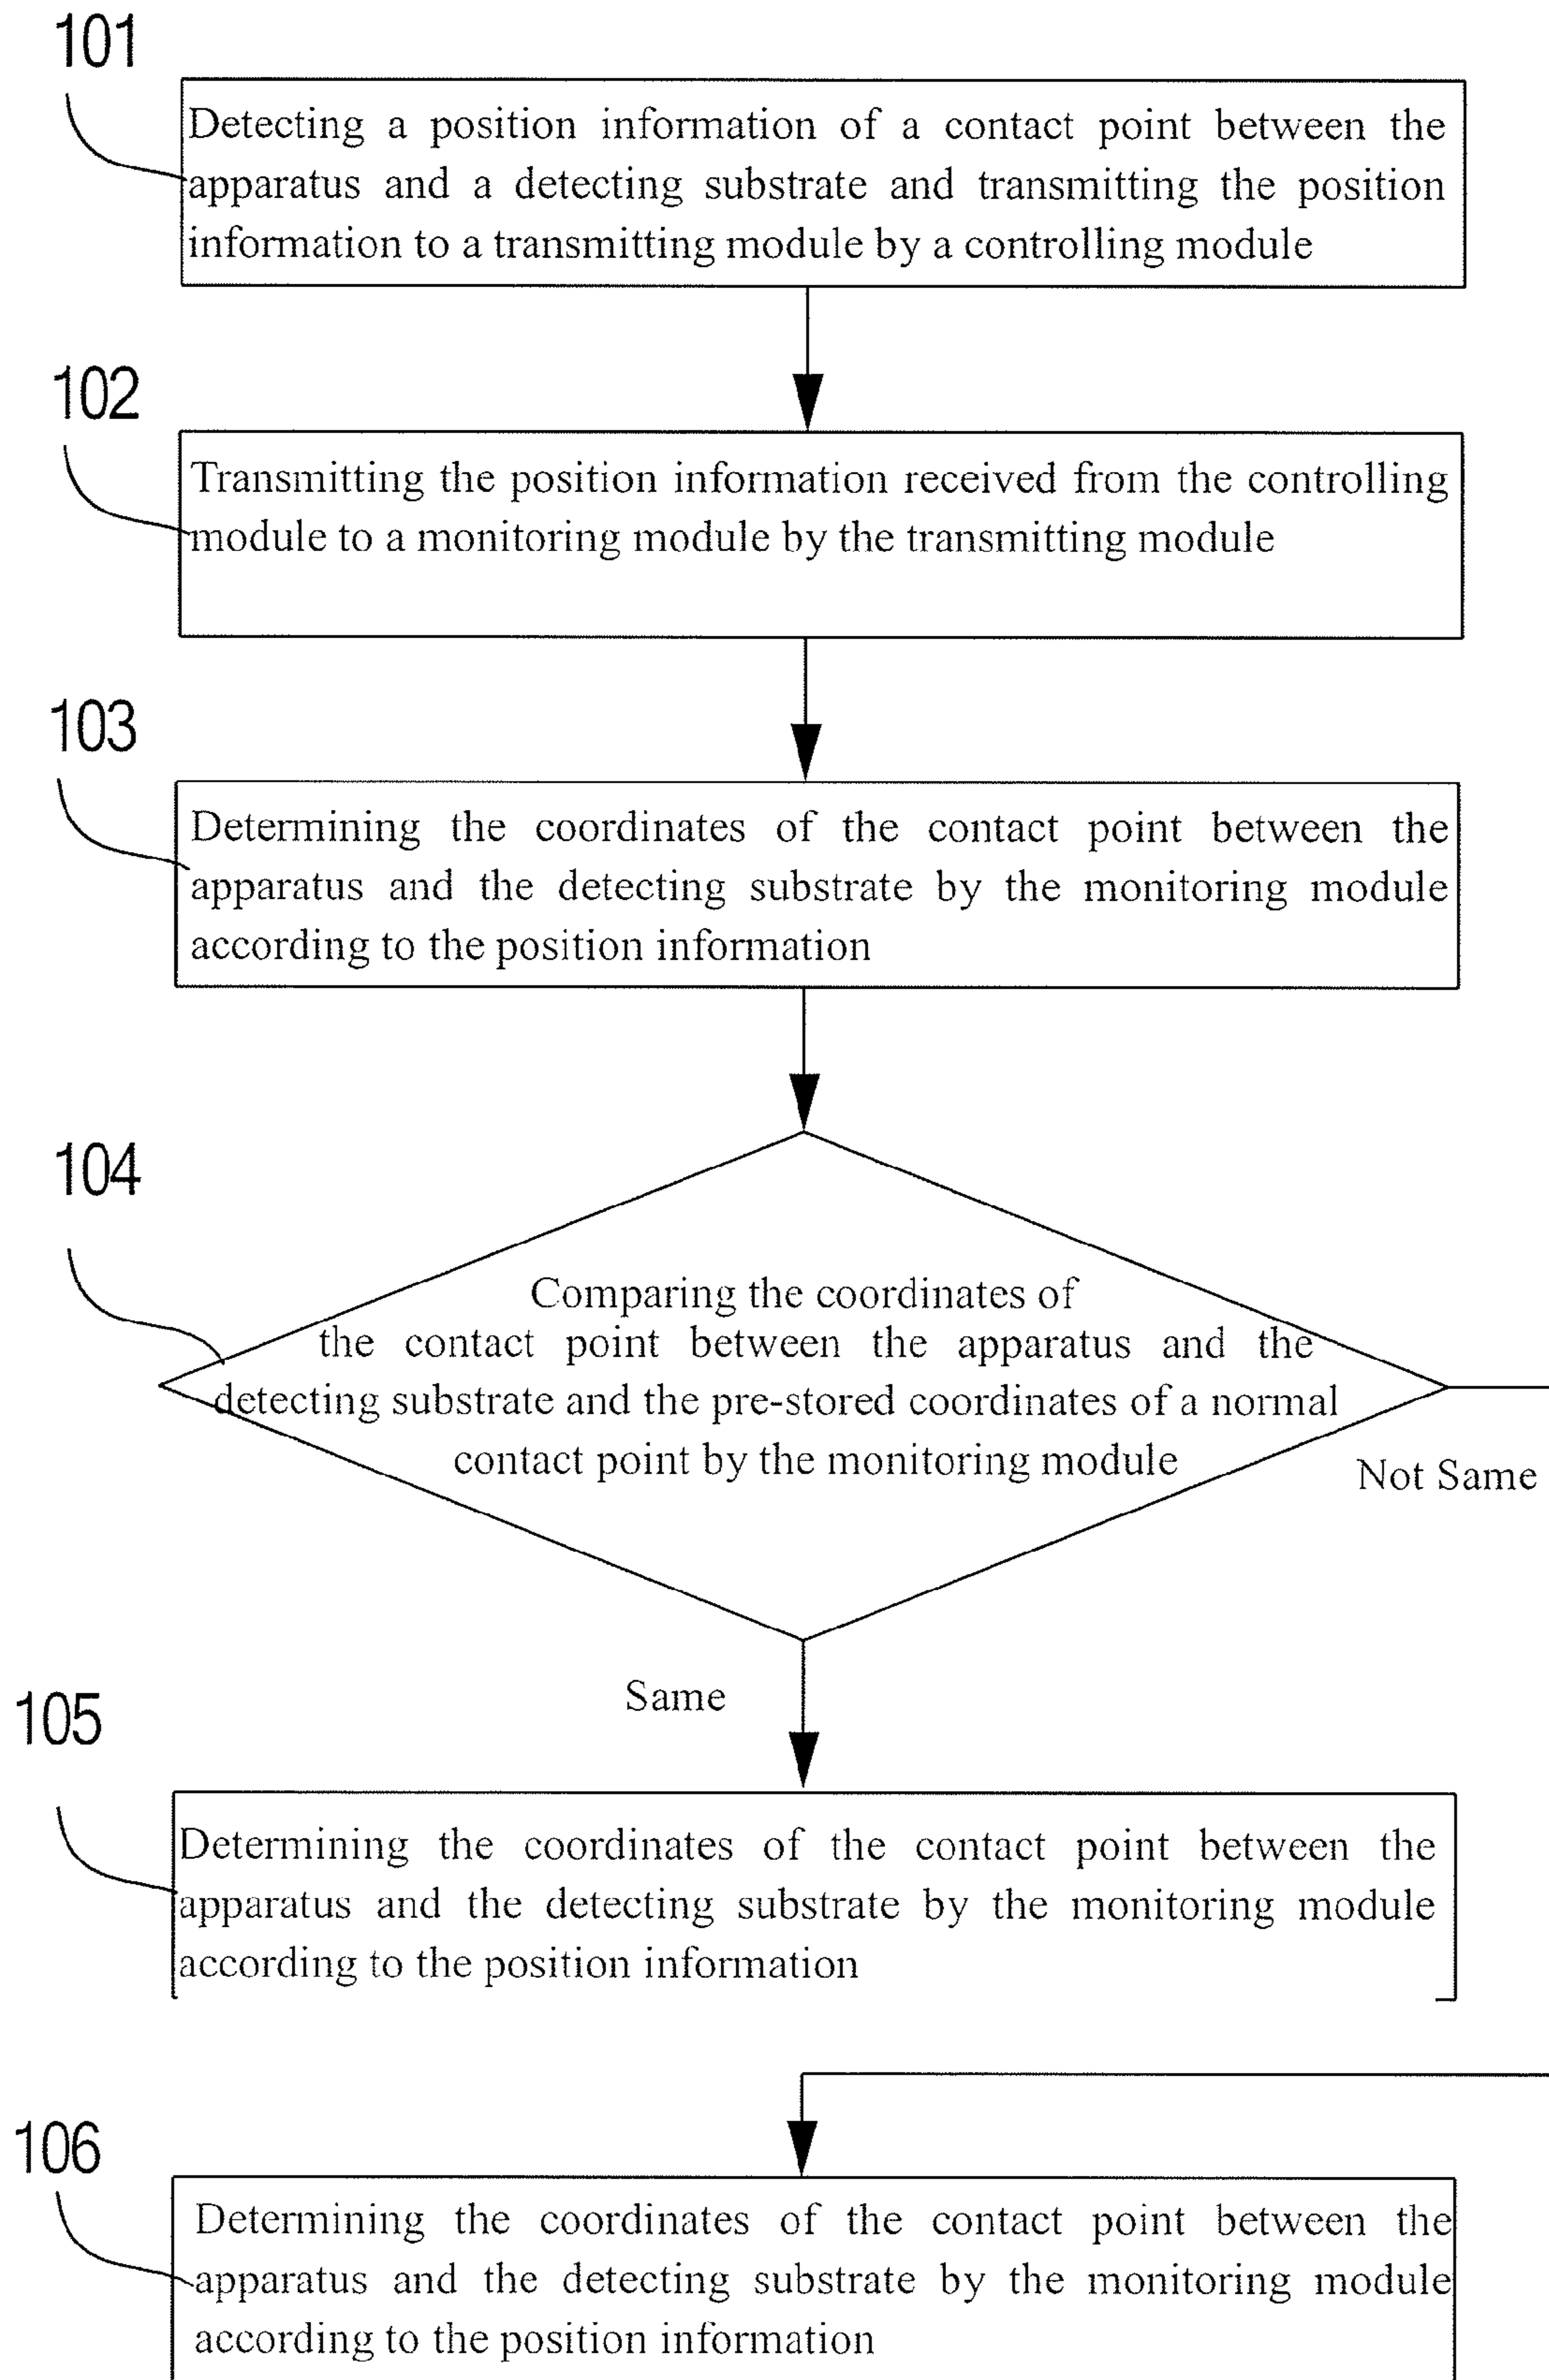 101
Detecting a position information of a contact point between the
apparatus and a detecting substrate and transmitting the position
information to a transmitting module by a controlling module
102
Transmitting the position information received from the controlling
module to a monitoring module by the transmitting module
103
Determining the coordinates of the contact point between the
apparatus and the detecting substrate by the monitoring module
according to the position information
104
Comparing the coordinates of
the contact point between the apparatus and the
detecting substrate and the pre-stored coordinates of a normal
contact point by the monitoring module
Not Same
Same
105
Determining the coordinates of the contact point between the
apparatus and the detecting substrate by the monitoring module
according to the position information
106
Determining the coordinates of the contact point between the
apparatus and the detecting substrate by the monitoring module
according to the position information